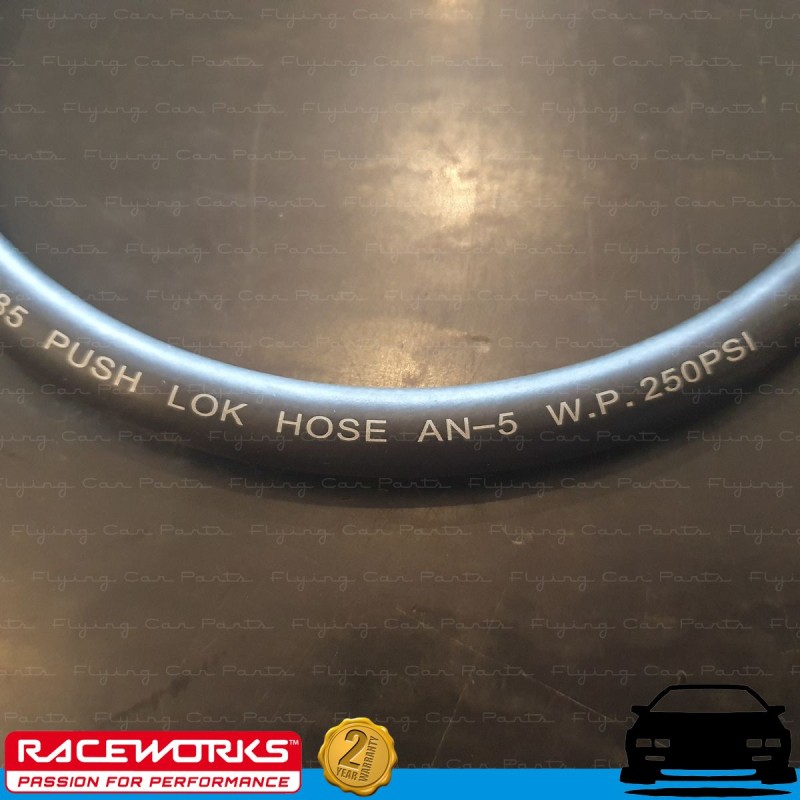 85 PUSH LOK HOSE AN-5 W.P. 250PSI
RACEWORKS™
PASSION FOR PERFORMANCE
2
YEAR WARRANTY
Flying Car Parts